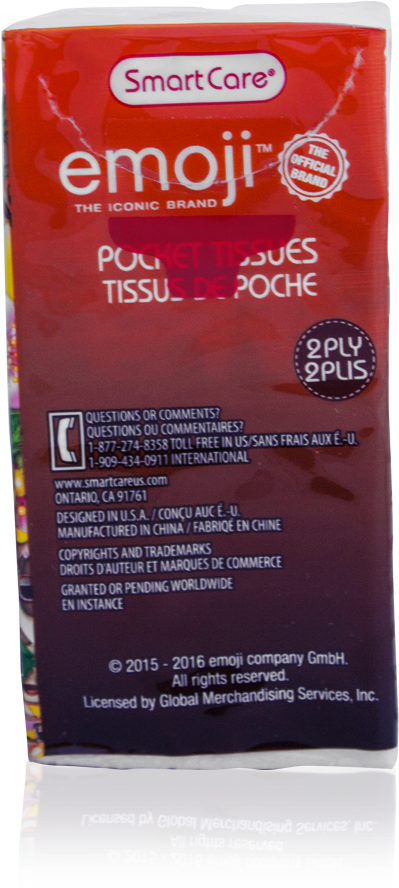 SmartCare®
emoji™
THE ICONIC BRAND
THE OFFICIAL BRAND
POCKET TISSUES
TISSUS DE POCHE
2PLY
2PLIS
QUESTIONS OR COMMENTS?
QUESTIONS OU COMMENTAIRES?
1-877-274-8358 TOLL FREE IN US/SANS FRAIS AUX É.-U.
1-909-434-0911 INTERNATIONAL
www.smartcareus.com
ONTARIO, CA 91761
DESIGNED IN U.S.A. / CONÇU AUC É.-U.
MANUFACTURED IN CHINA / FABRIQÉ EN CHINE
COPYRIGHTS AND TRADEMARKS
DROITS D'AUTEUR ET MARQUES DE COMMERCE
GRANTED OR PENDING WORLDWIDE
EN INSTANCE
© 2015 - 2016 emoji company GmbH.
All rights reserved.
Licensed by Global Merchandising Services, Inc.